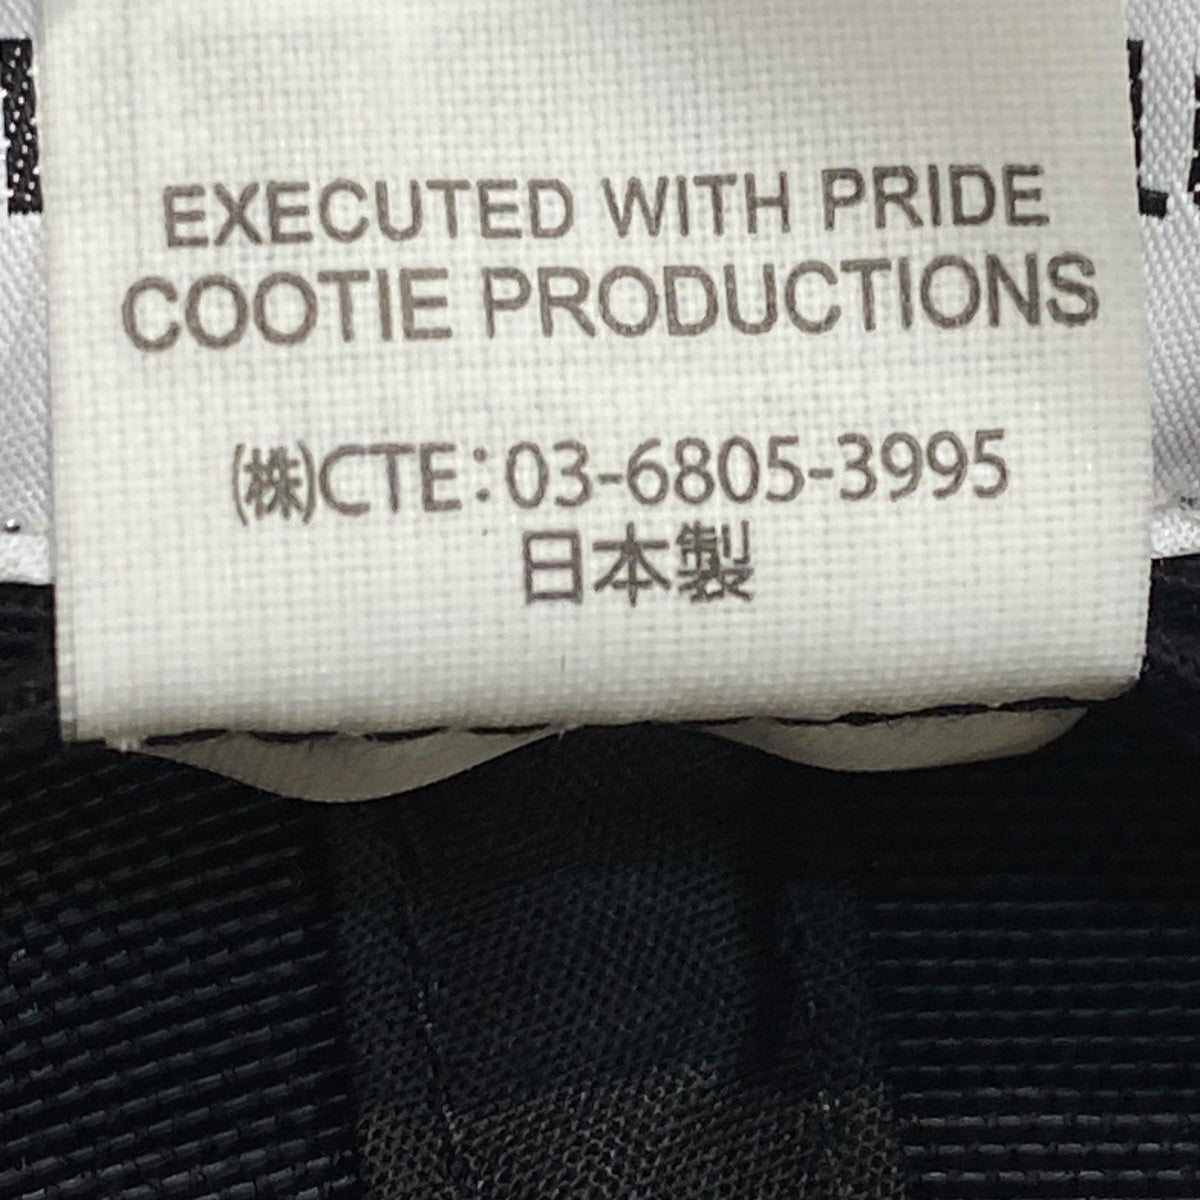 EXECUTED WITH PRIDE
COOTIE PRODUCTIONS
(株)CTE:03-6805-3995
日本製